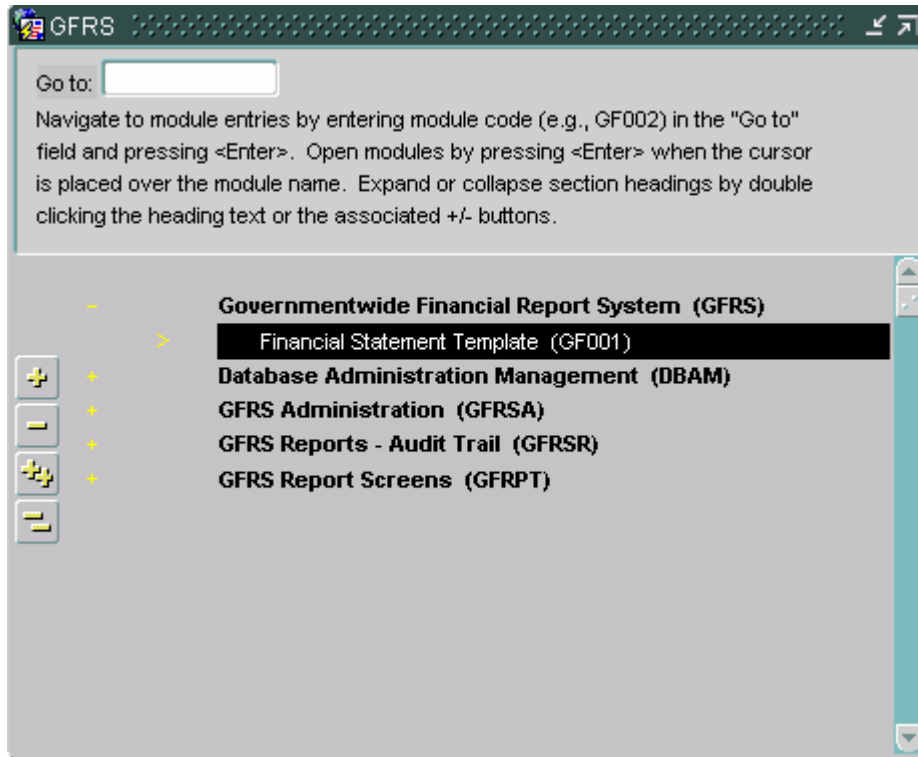 GFRS
Go to:
Navigate to module entries by entering module code (e.g., GF002) in the "Go to"
field and pressing <Enter>. Open modules by pressing <Enter> when the cursor
is placed over the module name. Expand or collapse section headings by double
clicking the heading text or the associated +/- buttons.
- Governmentwide Financial Report System (GFRS)
> Financial Statement Template (GF001)
+ Database Administration Management (DBAM)
+ GFRS Administration (GFRSA)
+ GFRS Reports - Audit Trail (GFRSR)
+ GFRS Report Screens (GFRPT)